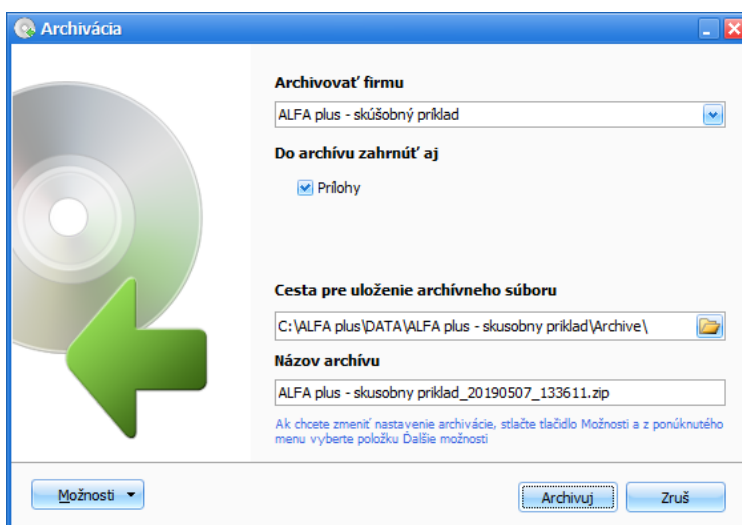 Archivácia
Archivovať firmu
ALFA plus - skúšobný príklad
Do archívu zahrnúť aj
Prílohy
Cesta pre uloženie archívneho súboru
C:\ALFA plus\DATA\ALFA plus - skusobny priklad\Archive\
Názov archívu
ALFA plus - skusobny priklad_20190507_133611.zip
Ak chcete zmeniť nastavenie archivácie, stlačte tlačidlo Možnosti a z ponúknutého
menu vyberte položku Ďalšie možnosti
Možnosti
Archivuj
Zruš